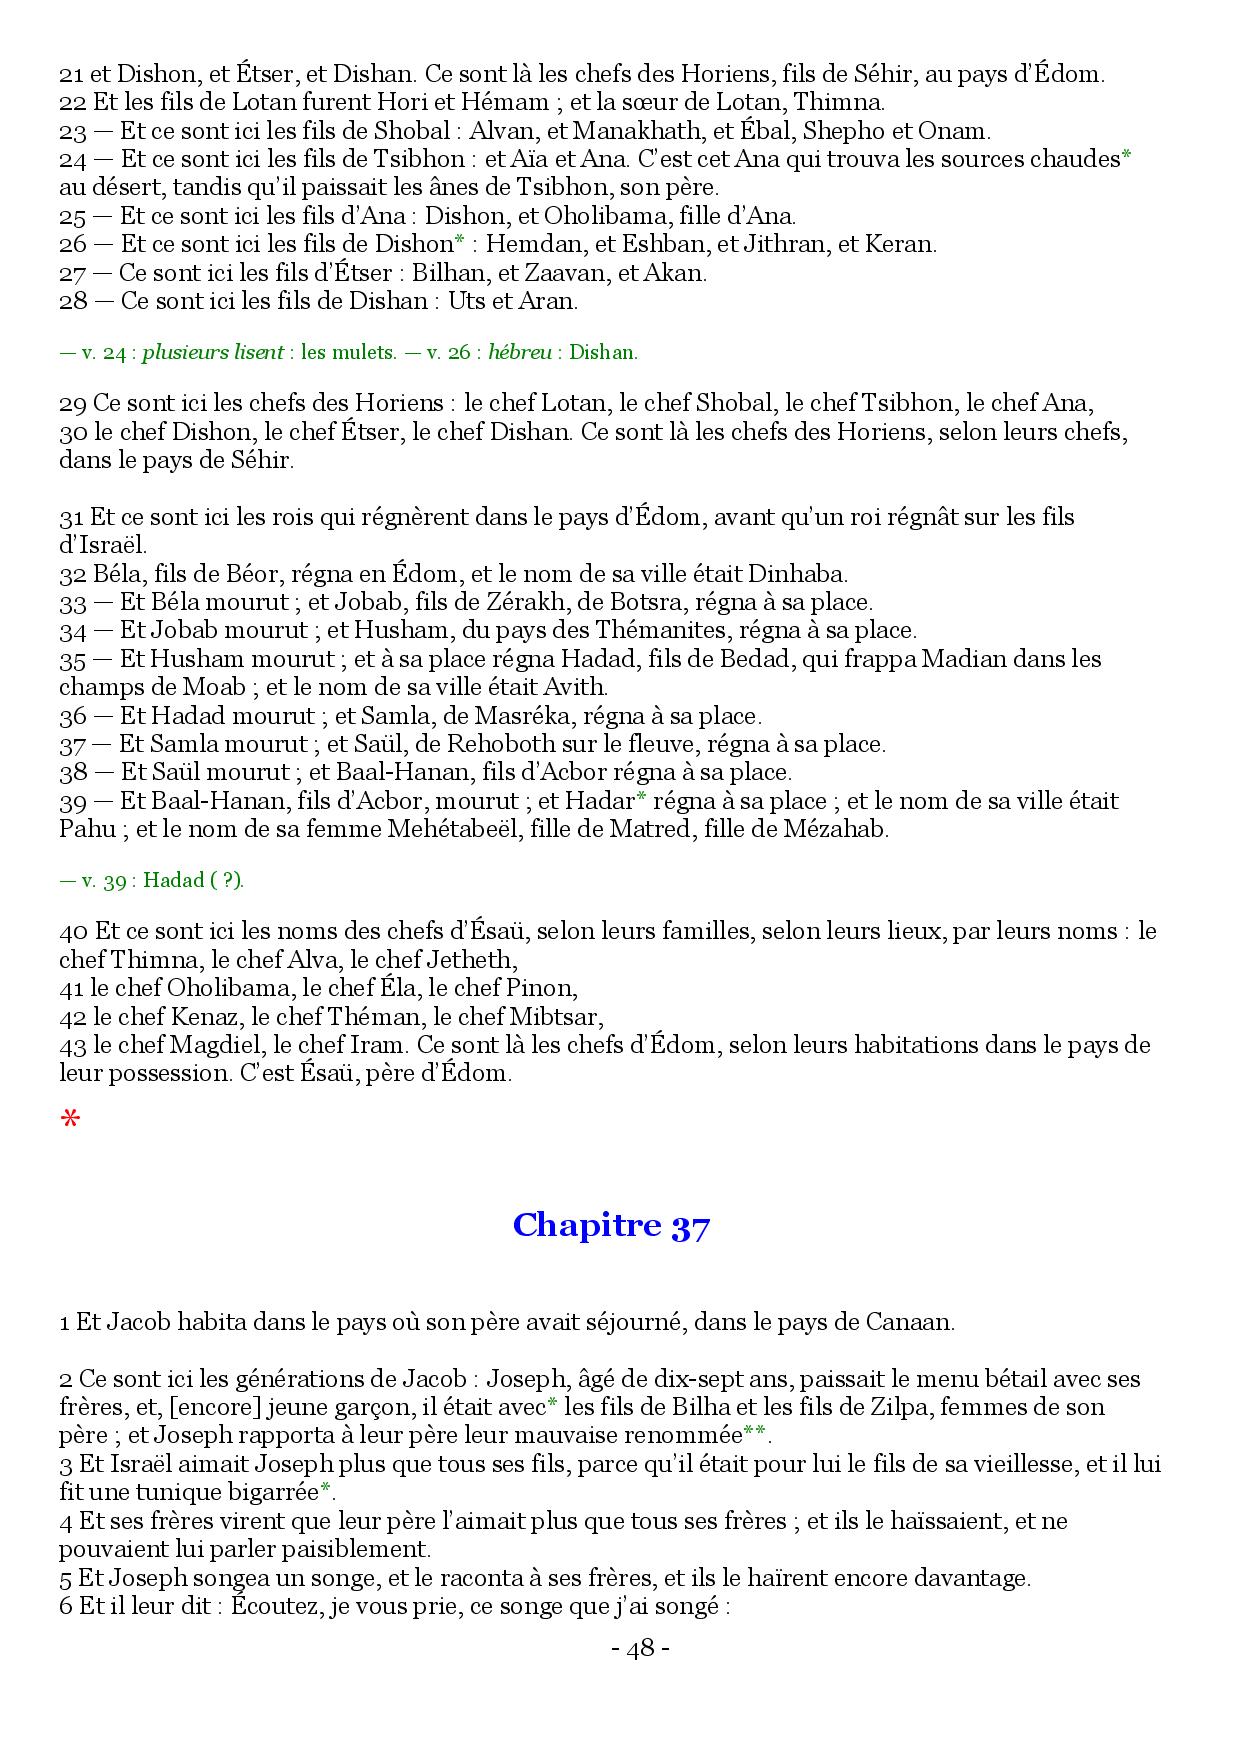 21 et Dishon, et Étser, et Dishan. Ce sont là les chefs des Horiens, fils de Séhir, au pays d’Édom.
22 Et les fils de Lotan furent Hori et Hémam ; et la sœur de Lotan, Thimna.
23 — Et ce sont ici les fils de Shobal : Alvan, et Manakhath, et Ébal, Shepho et Onam.
24 — Et ce sont ici les fils de Tsibhon : et Aïa et Ana. C’est cet Ana qui trouva les sources chaudes*
au désert, tandis qu’il paissait les ânes de Tsibhon, son père.
25 — Et ce sont ici les fils d’Ana : Dishon, et Oholibama, fille d’Ana.
26 — Et ce sont ici les fils de Dishon* : Hemdan, et Eshban, et Jithran, et Keran.
27 — Ce sont ici les fils d’Étser : Bilhan, et Zaavan, et Akan.
28 — Ce sont ici les fils de Dishan : Uts et Aran.
— v. 24 : plusieurs lisent : les mulets. — v. 26 : hébreu : Dishan.
29 Ce sont ici les chefs des Horiens : le chef Lotan, le chef Shobal, le chef Tsibhon, le chef Ana,
30 le chef Dishon, le chef Étser, le chef Dishan. Ce sont là les chefs des Horiens, selon leurs chefs,
dans le pays de Séhir.
31 Et ce sont ici les rois qui régnèrent dans le pays d’Édom, avant qu’un roi régnât sur les fils
d’Israël.
32 Béla, fils de Béor, régna en Édom, et le nom de sa ville était Dinhaba.
33 — Et Béla mourut ; et Jobab, fils de Zérakh, de Botsra, régna à sa place.
34 — Et Jobab mourut ; et Husham, du pays des Thémanites, régna à sa place.
35 — Et Husham mourut ; et à sa place régna Hadad, fils de Bedad, qui frappa Madian dans les
champs de Moab ; et le nom de sa ville était Avith.
36 — Et Hadad mourut ; et Samla, de Masréka, régna à sa place.
37 — Et Samla mourut ; et Saül, de Rehoboth sur le fleuve, régna à sa place.
38 — Et Saül mourut ; et Baal-Hanan, fils d’Acbor régna à sa place.
39 — Et Baal-Hanan, fils d’Acbor, mourut ; et Hadar* régna à sa place ; et le nom de sa ville était
Pahu ; et le nom de sa femme Mehétabeël, fille de Matred, fille de Mézahab.
— v. 39 : Hadad ( ?).
40 Et ce sont ici les noms des chefs d’Ésaü, selon leurs familles, selon leurs lieux, par leurs noms : le
chef Thimna, le chef Alva, le chef Jetheth,
41 le chef Oholibama, le chef Éla, le chef Pinon,
42 le chef Kenaz, le chef Théman, le chef Mibtsar,
43 le chef Magdiel, le chef Iram. Ce sont là les chefs d’Édom, selon leurs habitations dans le pays de
leur possession. C’est Ésaü, père d’Édom.
*
Chapitre 37
1 Et Jacob habita dans le pays où son père avait séjourné, dans le pays de Canaan.
2 Ce sont ici les générations de Jacob : Joseph, âgé de dix-sept ans, paissait le menu bétail avec ses
frères, et, [encore] jeune garçon, il était avec* les fils de Bilha et les fils de Zilpa, femmes de son
père ; et Joseph rapporta à leur père leur mauvaise renommée**.
3 Et Israël aimait Joseph plus que tous ses fils, parce qu’il était pour lui le fils de sa vieillesse, et il lui
fit une tunique bigarrée*.
4 Et ses frères virent que leur père l’aimait plus que tous ses frères ; et ils le haïssaient, et ne
pouvaient lui parler paisiblement.
5 Et Joseph songea un songe, et le raconta à ses frères, et ils le haïrent encore davantage.
6 Et il leur dit : Écoutez, je vous prie, ce songe que j’ai songé :
- 48 -